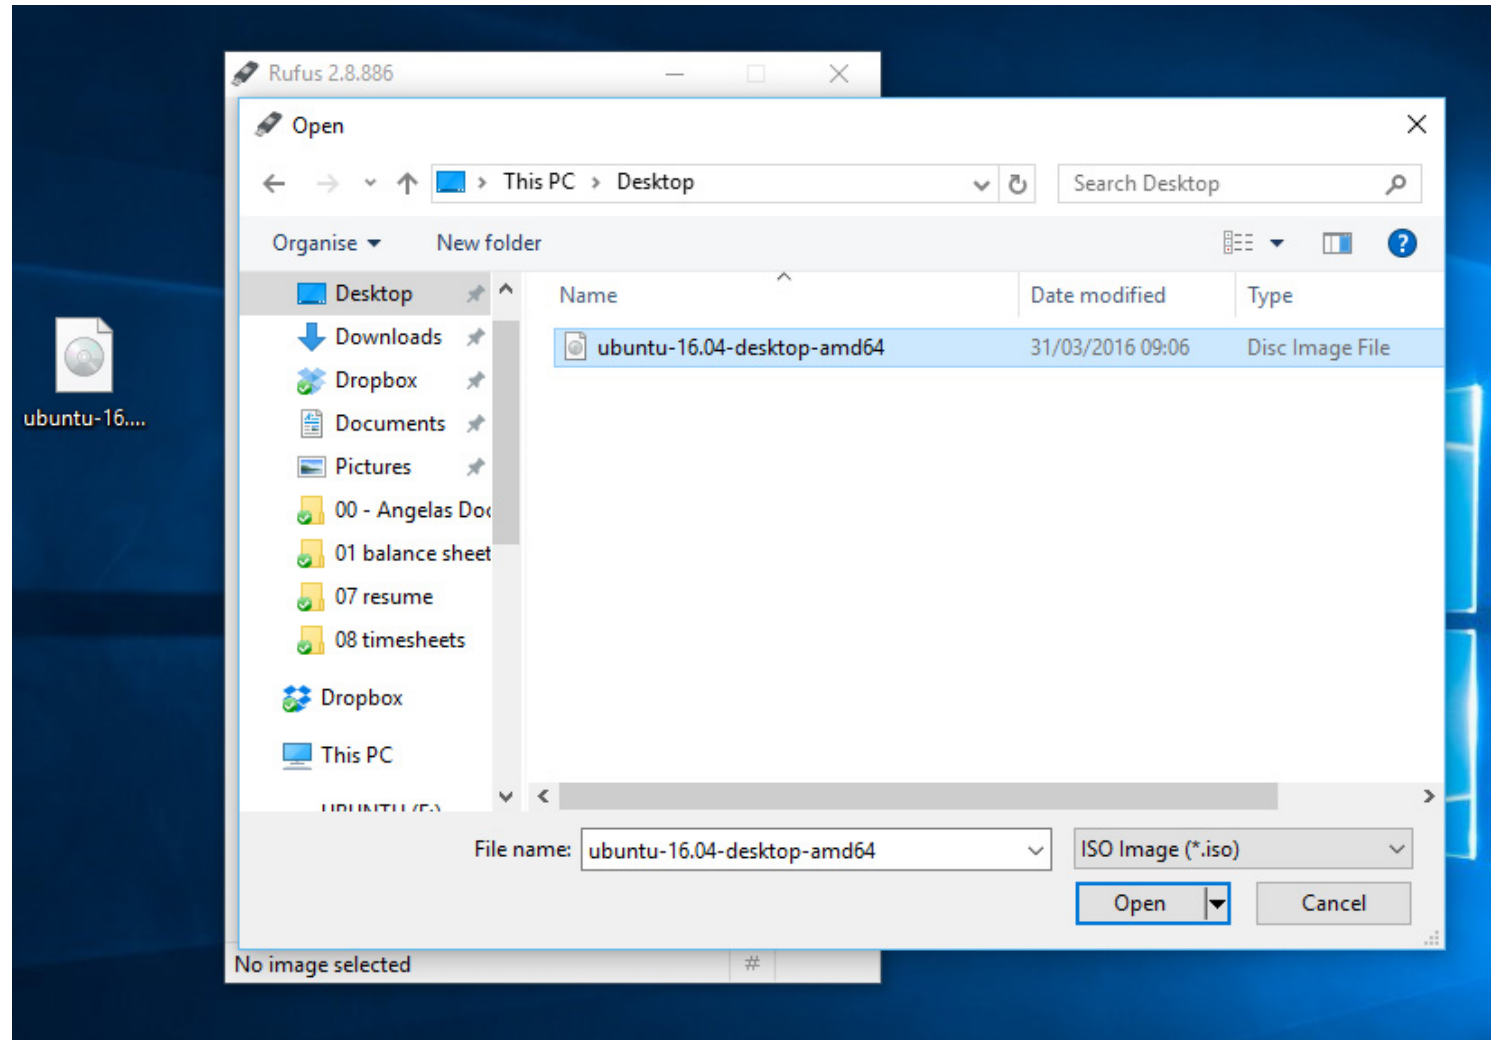 Rufus 2.8.886
Open
This PC > Desktop
Search Desktop
Organise
New folder
Name
Date modified
Type
Desktop
Downloads
Dropbox
Documents
Pictures
00 - Angelas Doc
01 balance sheet
07 resume
08 timesheets
Dropbox
This PC
UBUNTU (F:)
ubuntu-16.04-desktop-amd64 31/03/2016 09:06 Disc Image File
ubuntu-16....
File name: ubuntu-16.04-desktop-amd64
ISO Image (*.iso)
Open
Cancel
No image selected
#